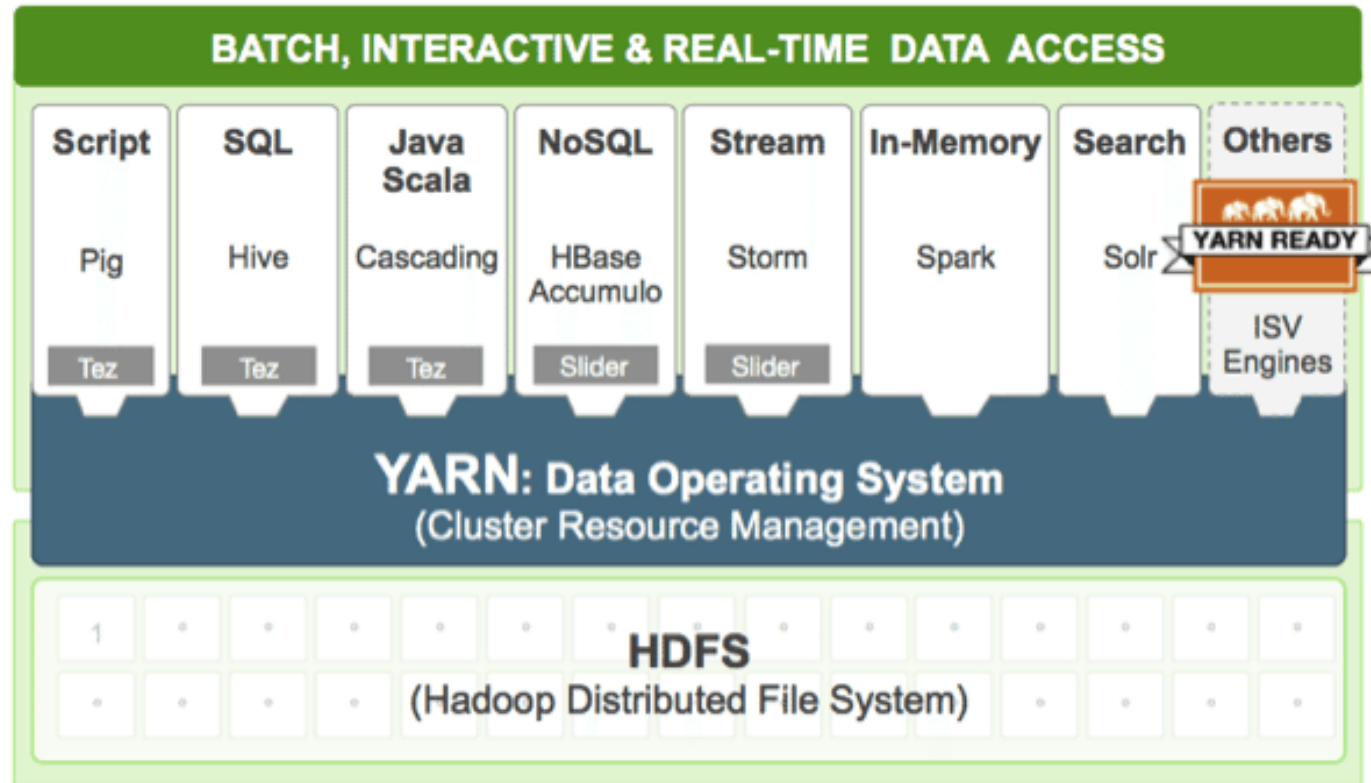 BATCH, INTERACTIVE & REAL-TIME DATA ACCESS
Script
Pig
Tez
SQL
Hive
Tez
Java
Scala
Cascading
Tez
NoSQL
HBase
Accumulo
Slider
Stream
Storm
Slider
In-Memory
Spark
Search
Solr
Others
YARN READY
ISV
Engines
YARN: Data Operating System
(Cluster Resource Management)
1
HDFS
(Hadoop Distributed File System)